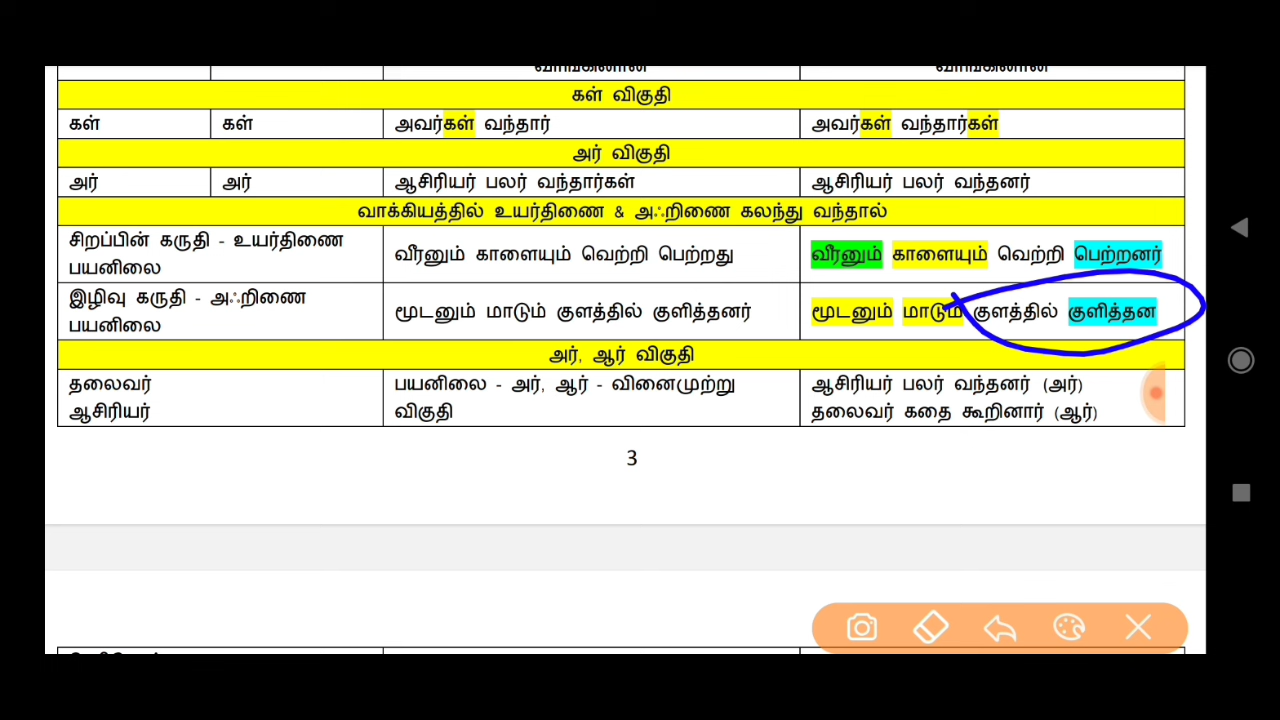 கள் விகுதி
கள் கள் அவர்கள் வந்தார் அவர்கள் வந்தார்கள்
அர் விகுதி
அர் அர் ஆசிரியர் பலர் வந்தார்கள் ஆசிரியர் பலர் வந்தனர்
வாக்கியத்தில் உயர்திணை & அஃறிணை கலந்து வந்தால்
சிறப்பின் கருதி - உயர்திணை
பயனிலை
வீரனும் காளையும் வெற்றி பெற்றது
வீரனும் காளையும் வெற்றி பெற்றனர்
இழிவு கருதி - அஃறிணை
பயனிலை
மூடனும் மாடும் குளத்தில் குளித்தனர்
மூடனும் மாடும் குளத்தில் குளித்தன
அர், ஆர் விகுதி
தலைவர்
ஆசிரியர்
பயனிலை - அர், ஆர் - வினைமுற்று
விகுதி
ஆசிரியர் பலர் வந்தனர் (அர்)
தலைவர் கதை கூறினார் (ஆர்)
3